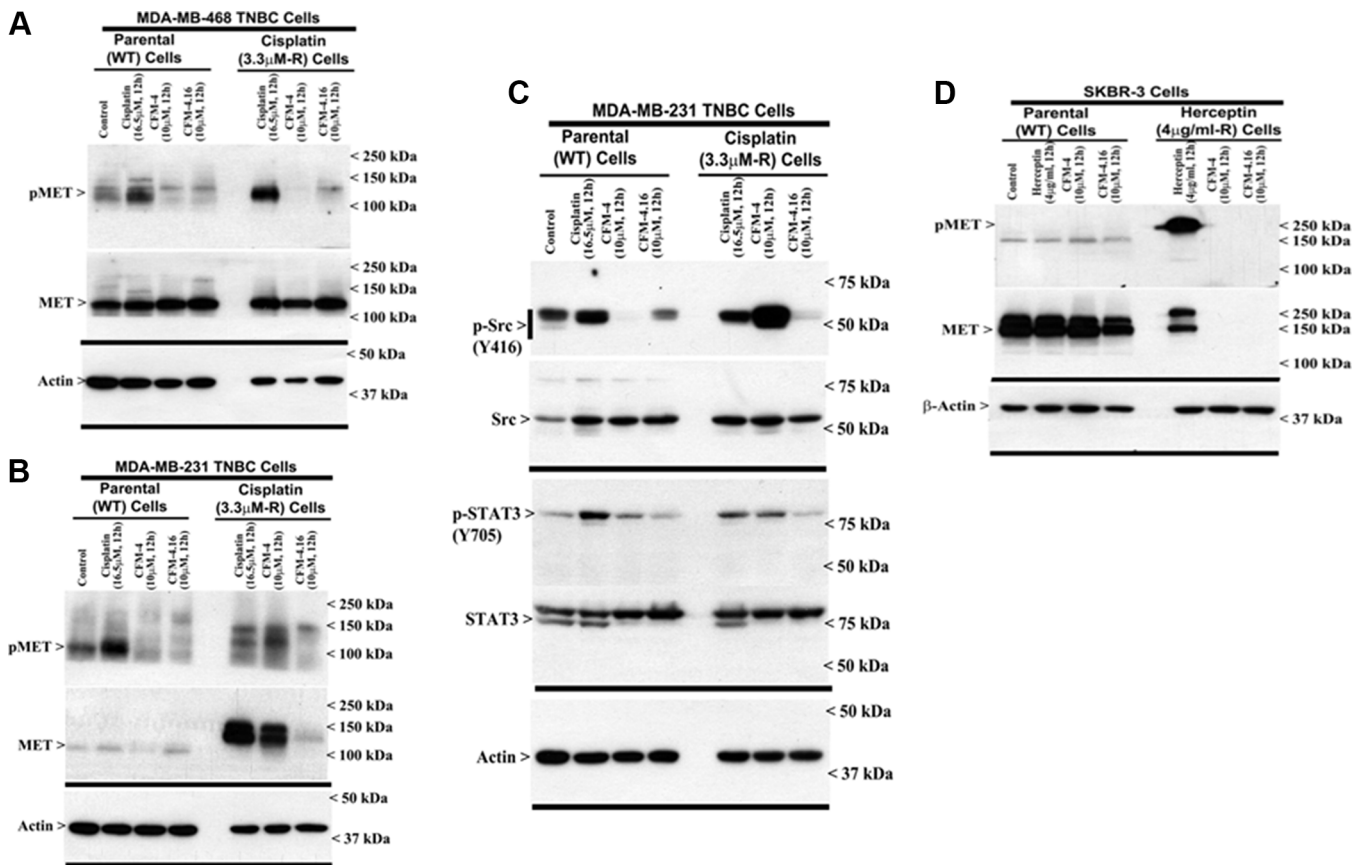 A
MDA-MB-468 TNBC Cells
Parental
(WT) Cells
Cisplatin
(3.3µM-R) Cells
Control
Cisplatin
(16.5µM, 12h)
CFM-4
(10µM, 12h)
CFM-4.16
(10µM, 12h)
Cisplatin
(16.5µM, 12h)
CFM-4
(10µM, 12h)
CFM-4.16
(10µM, 12h)
pMET >
< 250 kDa
< 150 kDa
< 100 kDa
MET >
< 250 kDa
< 150 kDa
< 100 kDa
Actin >
< 50 kDa
< 37 kDa
B
MDA-MB-231 TNBC Cells
Parental
(WT) Cells
Cisplatin
(3.3µM-R) Cells
Control
Cisplatin
(16.5µM, 12h)
CFM-4
(10µM, 12h)
CFM-4.16
(10µM, 12h)
Cisplatin
(16.5µM, 12h)
CFM-4
(10µM, 12h)
CFM-4.16
(10µM, 12h)
pMET >
< 250 kDa
< 150 kDa
< 100 kDa
MET >
< 250 kDa
< 150 kDa
< 100 kDa
Actin >
< 50 kDa
< 37 kDa
C
MDA-MB-231 TNBC Cells
Parental
(WT) Cells
Cisplatin
(3.3µM-R) Cells
Control
Cisplatin
(16.5µM, 12h)
CFM-4
(10µM, 12h)
CFM-4.16
(10µM, 12h)
Cisplatin
(16.5µM, 12h)
CFM-4
(10µM, 12h)
CFM-4.16
(10µM, 12h)
p-Src >
(Y416)
< 75 kDa
< 50 kDa
Src >
< 75 kDa
< 50 kDa
p-STAT3 >
(Y705)
< 75 kDa
< 50 kDa
STAT3 >
< 75 kDa
< 50 kDa
Actin >
< 50 kDa
< 37 kDa
D
SKBR-3 Cells
Parental
(WT) Cells
Herceptin
(4µg/ml-R) Cells
Control
Herceptin
(4µg/ml, 12h)
CFM-4
(10µM, 12h)
CFM-4.16
(10µM, 12h)
Herceptin
(4µg/ml, 12h)
CFM-4
(10µM, 12h)
CFM-4.16
(10µM, 12h)
pMET >
< 250 kDa
< 150 kDa
< 100 kDa
MET >
< 250 kDa
< 150 kDa
< 100 kDa
β-Actin >
< 37 kDa